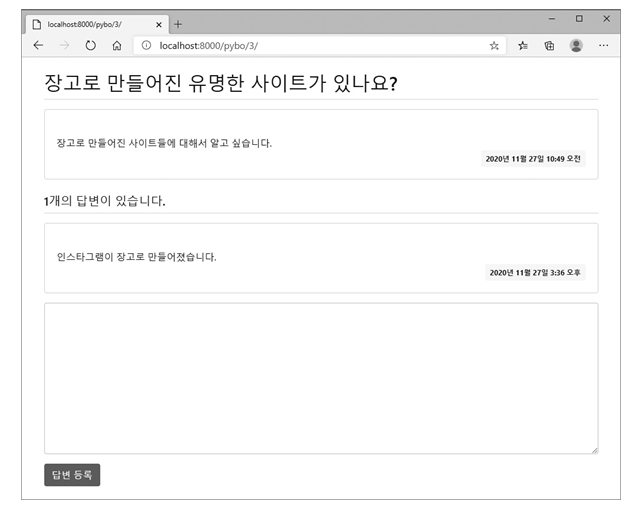 localhost:8000/pybo/3/
localhost:8000/pybo/3/
장고로 만들어진 유명한 사이트가 있나요?
장고로 만들어진 사이트들에 대해서 알고 싶습니다.
2020년 11월 27일 10:49 오전
1개의 답변이 있습니다.
인스타그램이 장고로 만들어졌습니다.
2020년 11월 27일 3:36 오후
답변 등록